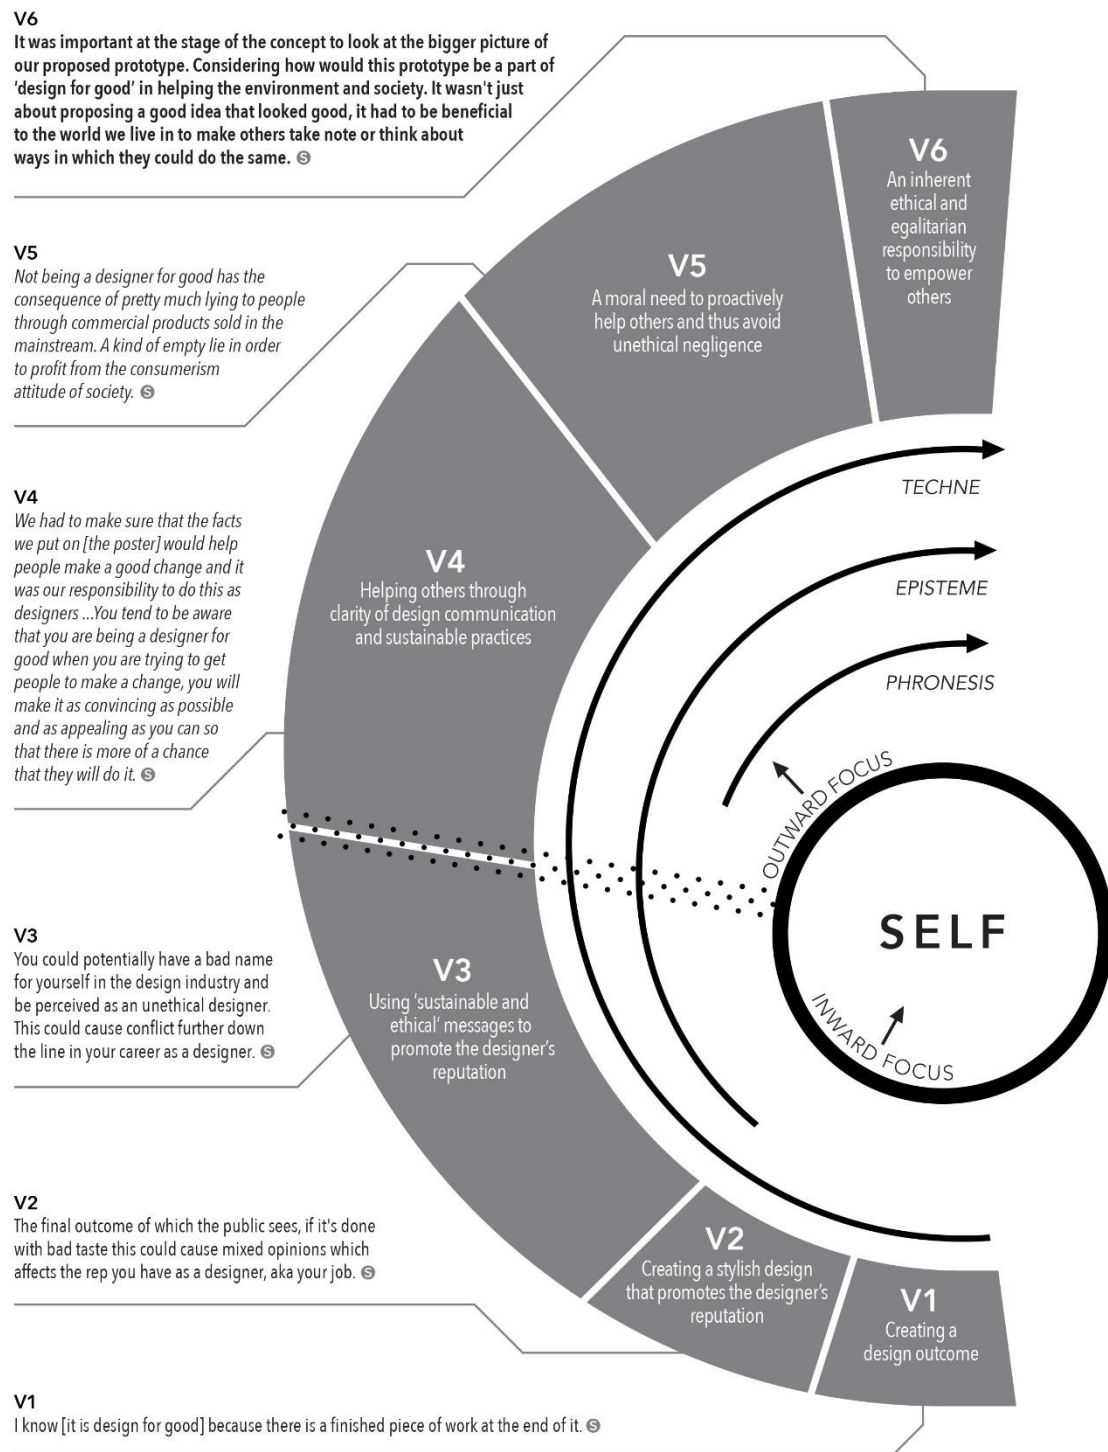 V6
It was important at the stage of the concept to look at the bigger picture of
our proposed prototype. Considering how would this prototype be a part of
‘design for good’ in helping the environment and society. It wasn't just
about proposing a good idea that looked good, it had to be beneficial
to the world we live in to make others take note or think about
ways in which they could do the same. S
V6
An inherent
ethical and
egalitarian
responsibility
to empower
others
V5
Not being a designer for good has the
consequence of pretty much lying to people
through commercial products sold in the
mainstream. A kind of empty lie in order
to profit from the consumerism
attitude of society. S
V5
A moral need to proactively
help others and thus avoid
unethical negligence
TECHNE
EPISTEME
PHRONESIS
V4
We had to make sure that the facts
we put on [the poster] would help
people make a good change and it
was our responsibility to do this as
designers ...You tend to be aware
that you are being a designer for
good when you are trying to get
people to make a change, you will
make it as convincing as possible
and as appealing as you can so
that there is more of a chance
that they will do it. S
V4
Helping others through
clarity of design communication
and sustainable practices
OUTWARD FOCUS
SELF
INWARD FOCUS
V3
You could potentially have a bad name
for yourself in the design industry and
be perceived as an unethical designer.
This could cause conflict further down
the line in your career as a designer. S
V3
Using ‘sustainable and
ethical’ messages to
promote the designer’s
reputation
V2
The final outcome of which the public sees, if it's done
with bad taste this could cause mixed opinions which
affects the rep you have as a designer, aka your job. S
V2
Creating a stylish design
that promotes the designer’s
reputation
V1
Creating a
design outcome
V1
I know [it is design for good] because there is a finished piece of work at the end of it. S